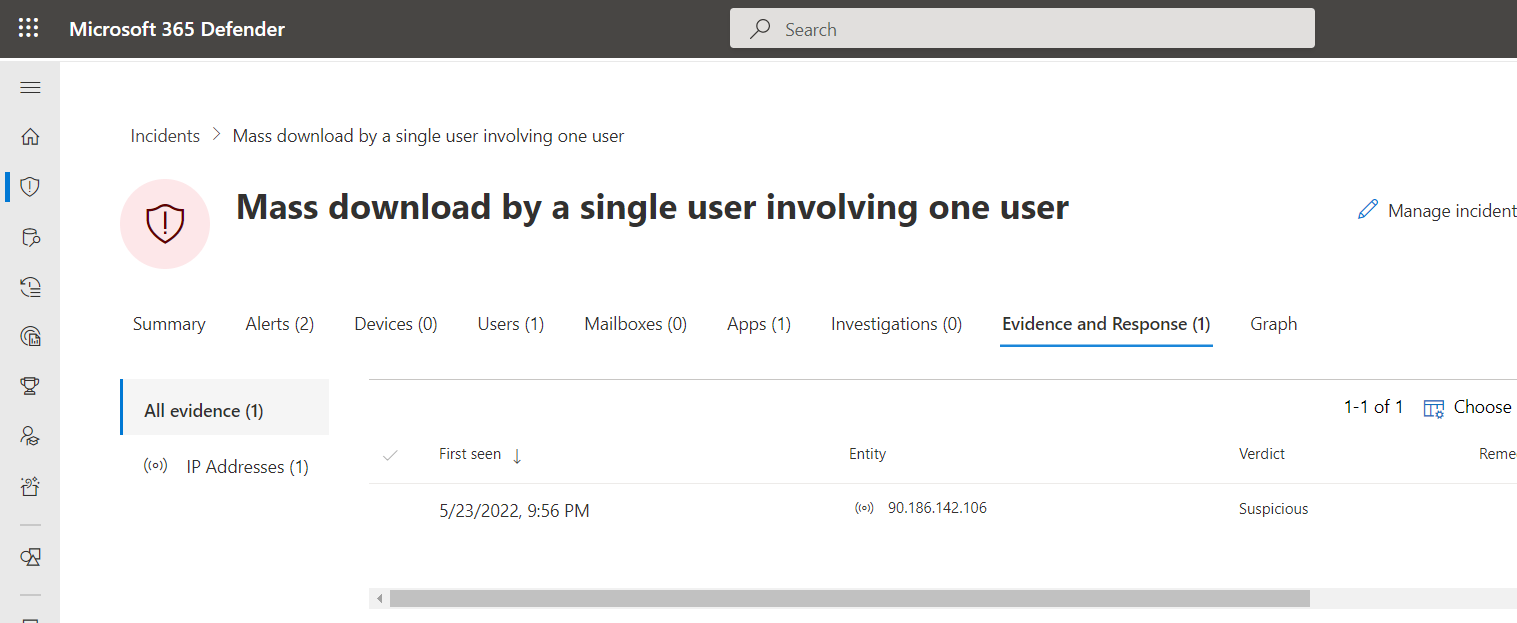 Microsoft 365 Defender
Search
Incidents > Mass download by a single user involving one user
Mass download by a single user involving one user
Manage incident
Summary Alerts (2) Devices (0) Users (1) Mailboxes (0) Apps (1) Investigations (0) Evidence and Response (1) Graph
All evidence (1)
IP Addresses (1)
1-1 of 1 Choose
First seen ↓ Entity Verdict
5/23/2022, 9:56 PM 90.186.142.106 Suspicious